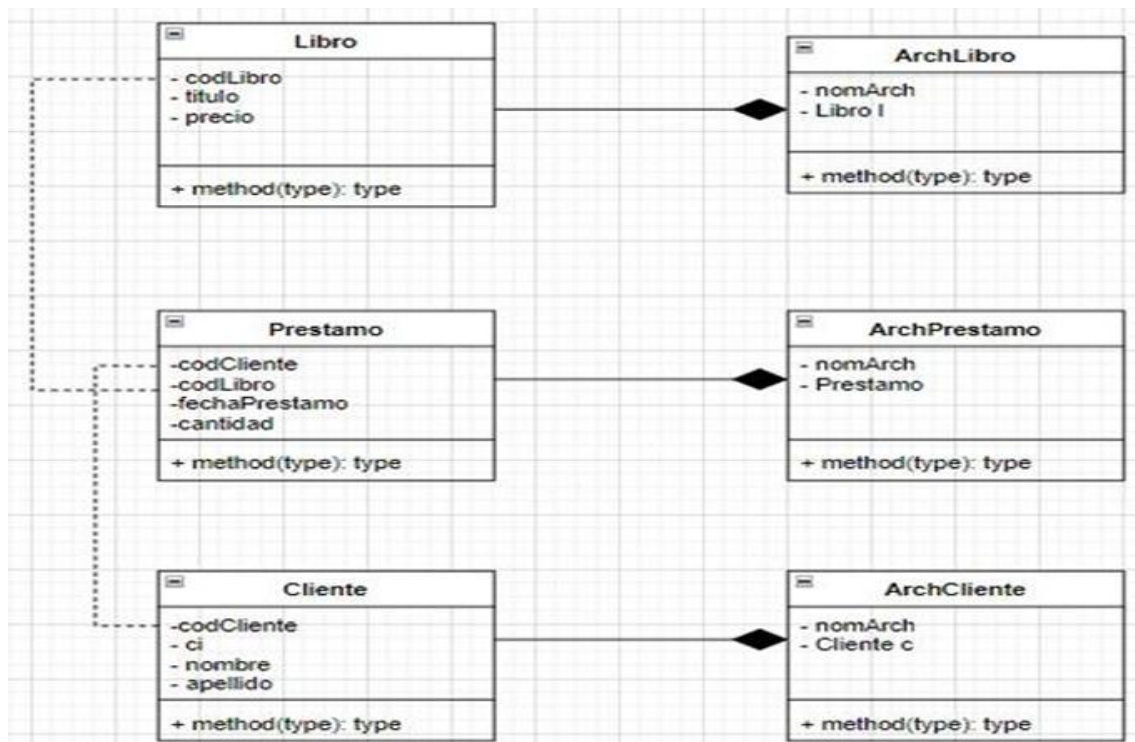 Libro
- codLibro
- titulo
- precio
+ method(type): type
ArchLibro
- nomArch
- Libro l
+ method(type): type
Prestamo
-codCliente
-codLibro
-fechaPrestamo
-cantidad
+ method(type): type
ArchPrestamo
- nomArch
- Prestamo
+ method(type): type
Cliente
-codCliente
- ci
- nombre
- apellido
+ method(type): type
ArchCliente
- nomArch
- Cliente c
+ method(type): type